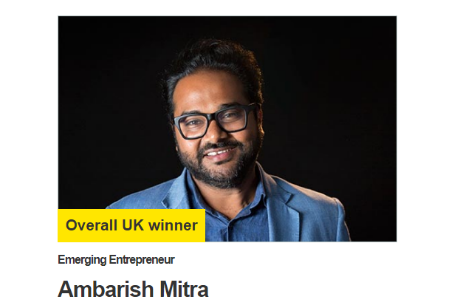 Overall UK winner
Emerging Entrepreneur
Ambarish Mitra